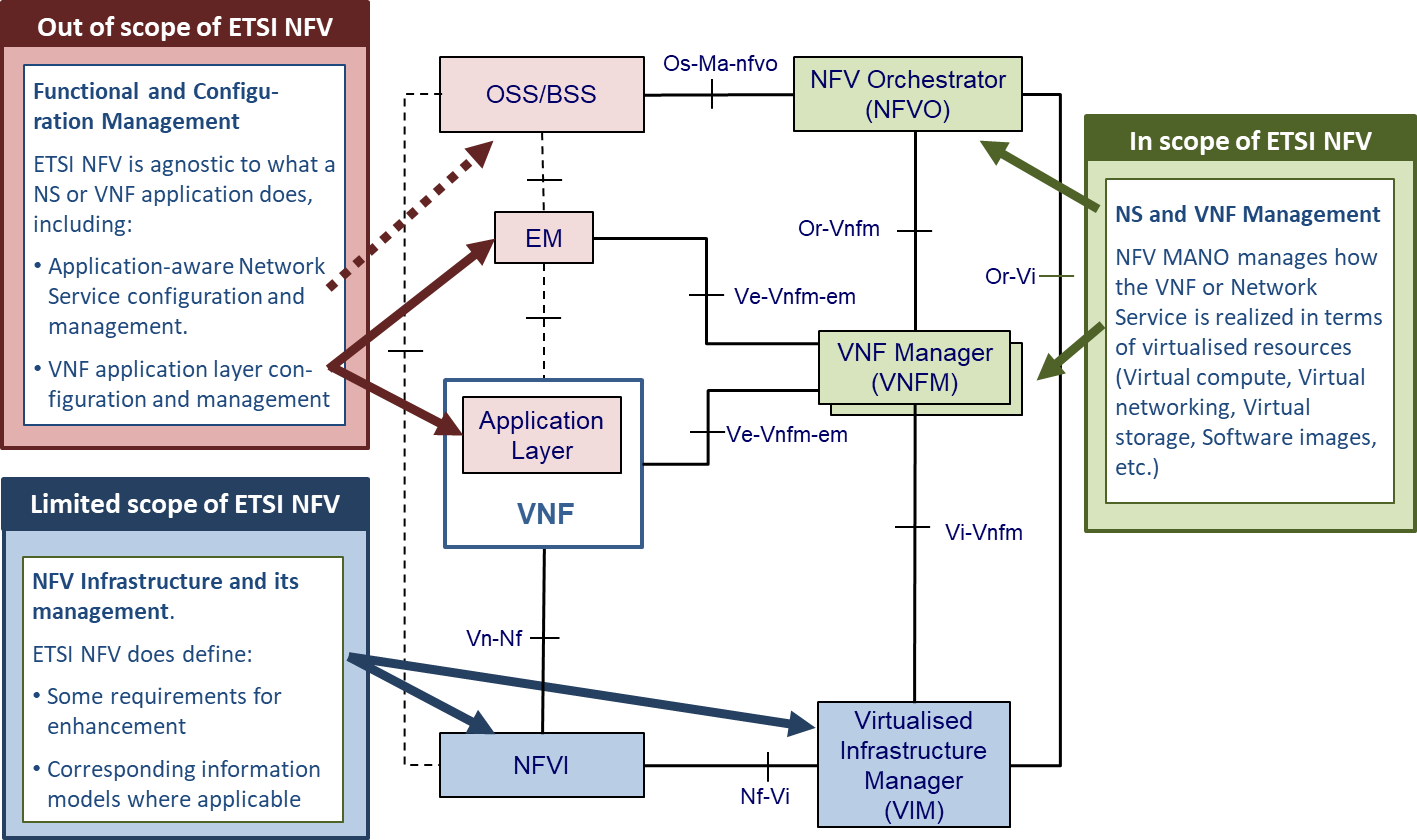 Out of scope of ETSI NFV
Functional and Configu-
ration Management
ETSI NFV is agnostic to what a
NS or VNF application does,
including:
• Application-aware Network
Service configuration and
management.
• VNF application layer con-
figuration and management
Limited scope of ETSI NFV
NFV Infrastructure and its
management.
ETSI NFV does define:
• Some requirements for
enhancement
• Corresponding information
models where applicable
OSS/BSS
Os-Ma-nfvo
NFV Orchestrator
(NFVO)
EM
Or-Vnfm
Or-Vi
Ve-Vnfm-em
VNF Manager
(VNFM)
Application
Layer
VNF
Ve-Vnfm-em
Vi-Vnfm
Vn-Nf
NFVI
Nf-Vi
Virtualised
Infrastructure
Manager
(VIM)
In scope of ETSI NFV
NS and VNF Management
NFV MANO manages how
the VNF or Network
Service is realized in terms
of virtualised resources
(Virtual compute, Virtual
networking, Virtual
storage, Software images,
etc.)